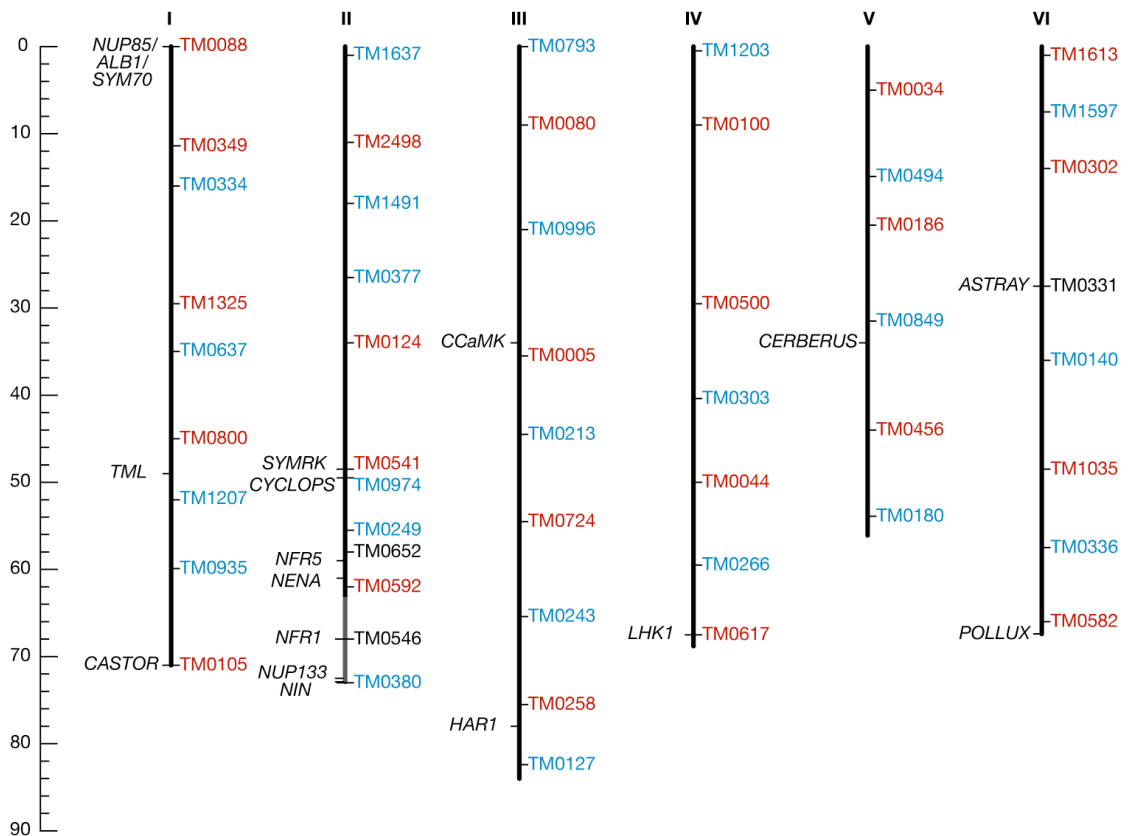 I II III IV V VI
0
10
20
30
40
50
60
70
80
90
NUP85/
ALB1/
SYM70
TML
CASTOR
TM0088
TM0349
TM0334
TM1325
TM0637
TM0800
TM1207
TM0935
TM0105
SYMRK
CYCLOPS
NFR5
NENA
NFR1
NUP133
NIN
TM1637
TM2498
TM1491
TM0377
TM0124
TM0541
TM0974
TM0249
TM0652
TM0592
TM0546
TM0380
CCaMK
HAR1
TM0793
TM0080
TM0996
TM0005
TM0213
TM0724
TM0243
TM0258
TM0127
LHK1
TM1203
TM0100
TM0500
TM0303
TM0044
TM0266
TM0617
CERBERUS
TM0034
TM0494
TM0186
TM0849
TM0456
TM0180
ASTRAY
POLLUX
TM1613
TM1597
TM0302
TM0331
TM0140
TM1035
TM0336
TM0582